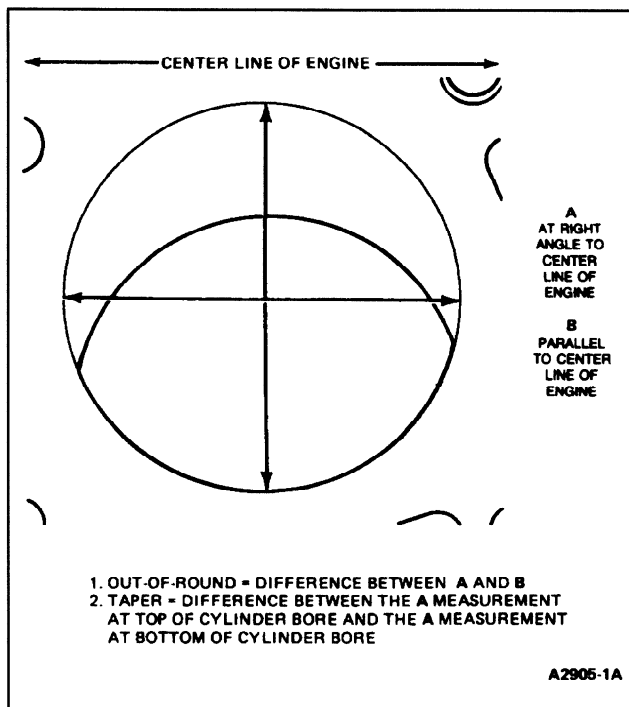 CENTER LINE OF ENGINE
A
AT RIGHT
ANGLE TO
CENTER
LINE OF
ENGINE
B
PARALLEL
TO CENTER
LINE OF
ENGINE
1. OUT-OF-ROUND = DIFFERENCE BETWEEN A AND B
2. TAPER = DIFFERENCE BETWEEN THE A MEASUREMENT
AT TOP OF CYLINDER BORE AND THE A MEASUREMENT
AT BOTTOM OF CYLINDER BORE
A2905-1A